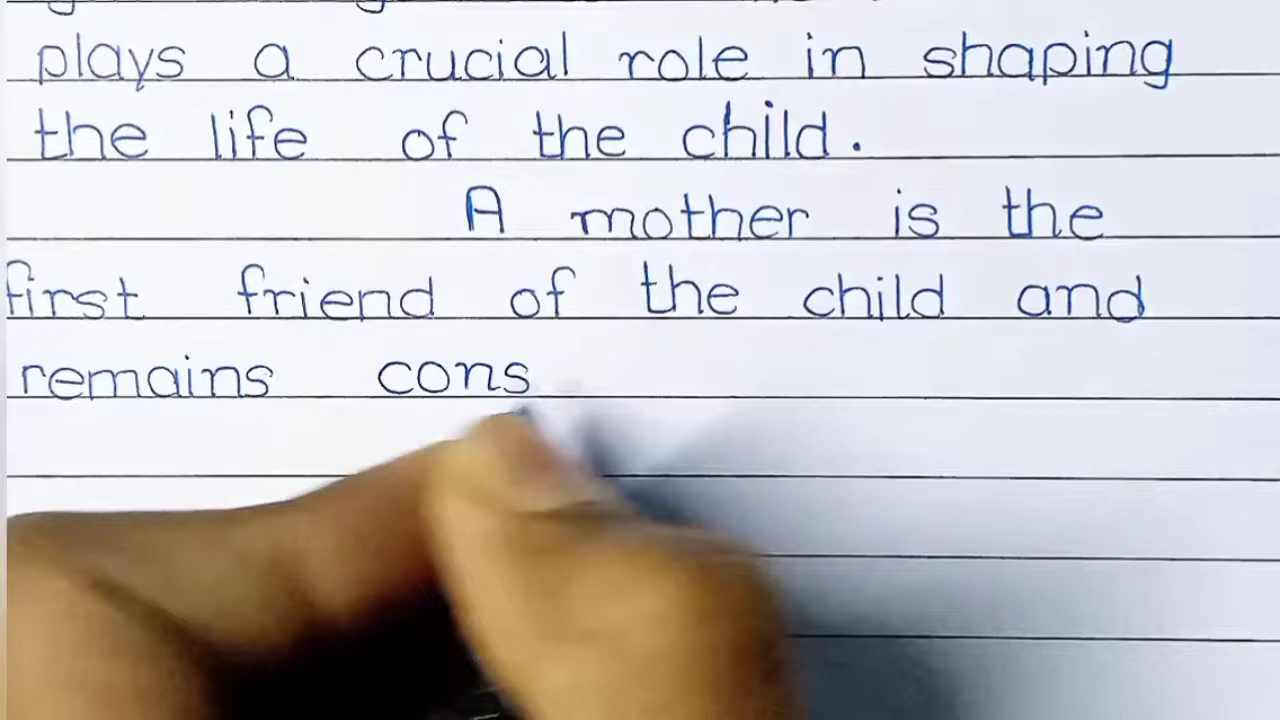 plays a crucial role in shaping
the life of the child.
A mother is the
first friend of the child and
remains cons